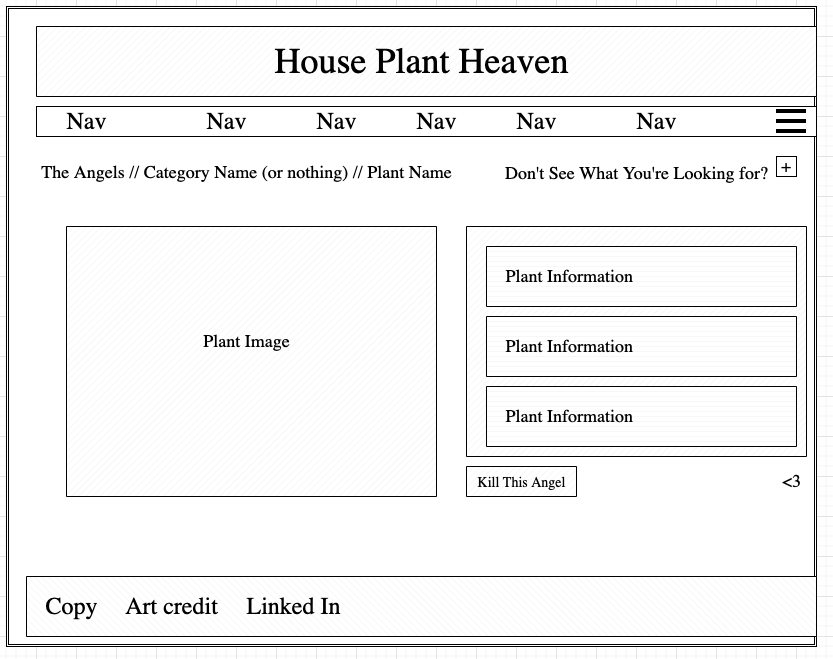 House Plant Heaven
Nav Nav Nav Nav Nav Nav
The Angels // Category Name (or nothing) // Plant Name Don't See What You're Looking for? +
Plant Image
Plant Information
Plant Information
Plant Information
Kill This Angel <3
Copy Art credit Linked In